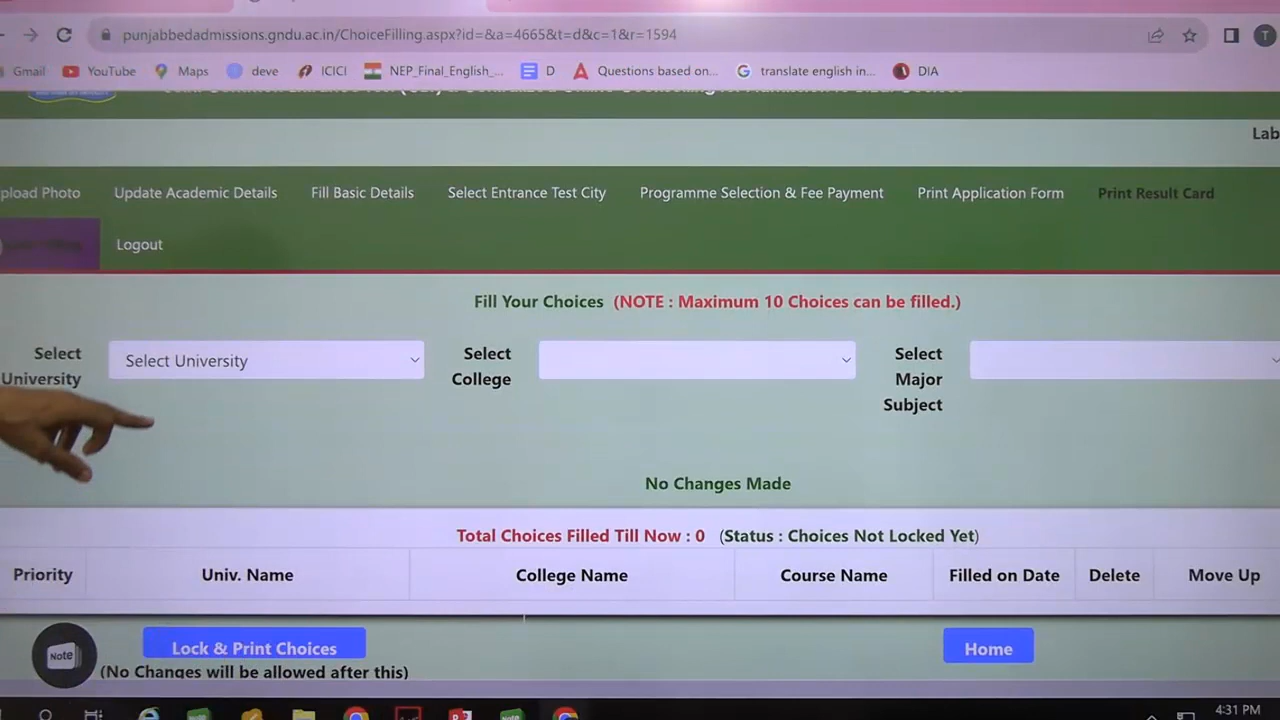 punjabbedadmissions.gndu.ac.in/ChoiceFilling.aspx?id=&a=4665&t=d&c=1&r=1594
T
Gmail YouTube Maps deve ICICI NEP_Final_English_... D Questions based on... translate english in... DIA
Lab
pload Photo Update Academic Details Fill Basic Details Select Entrance Test City Programme Selection & Fee Payment Print Application Form Print Result Card
Logout
Fill Your Choices (NOTE : Maximum 10 Choices can be filled.)
Select University Select University Select College Select Major Subject
No Changes Made
Total Choices Filled Till Now : 0 (Status : Choices Not Locked Yet)
Priority Univ. Name College Name Course Name Filled on Date Delete Move Up
Note Lock & Print Choices Home
(No Changes will be allowed after this)
4:31 PM